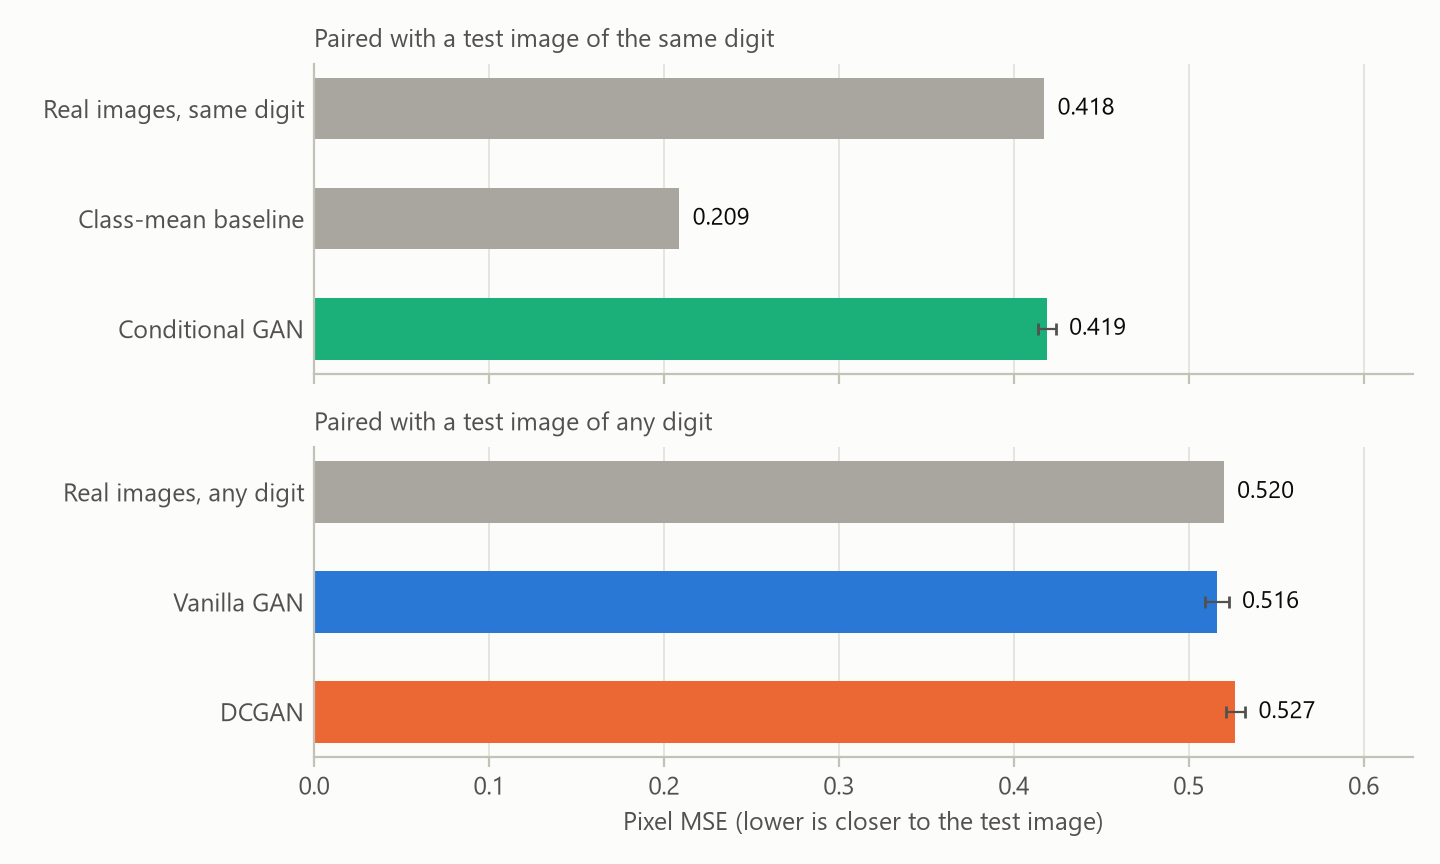 Paired with a test image of the same digit
Real images, same digit
0.418
Class-mean baseline
0.209
Conditional GAN
0.419
Paired with a test image of any digit
Real images, any digit
0.520
Vanilla GAN
0.516
DCGAN
0.527
0.0 0.1 0.2 0.3 0.4 0.5 0.6
Pixel MSE (lower is closer to the test image)